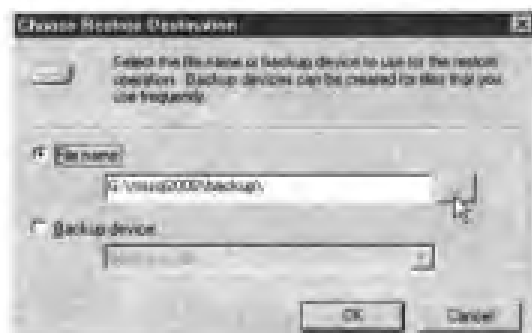 Choose Restore Destination
Select the file name or backup device to use for the restore
operation. Backup devices can be created for files that you
use frequently.
File name:
Backup device:
OK
Cancel